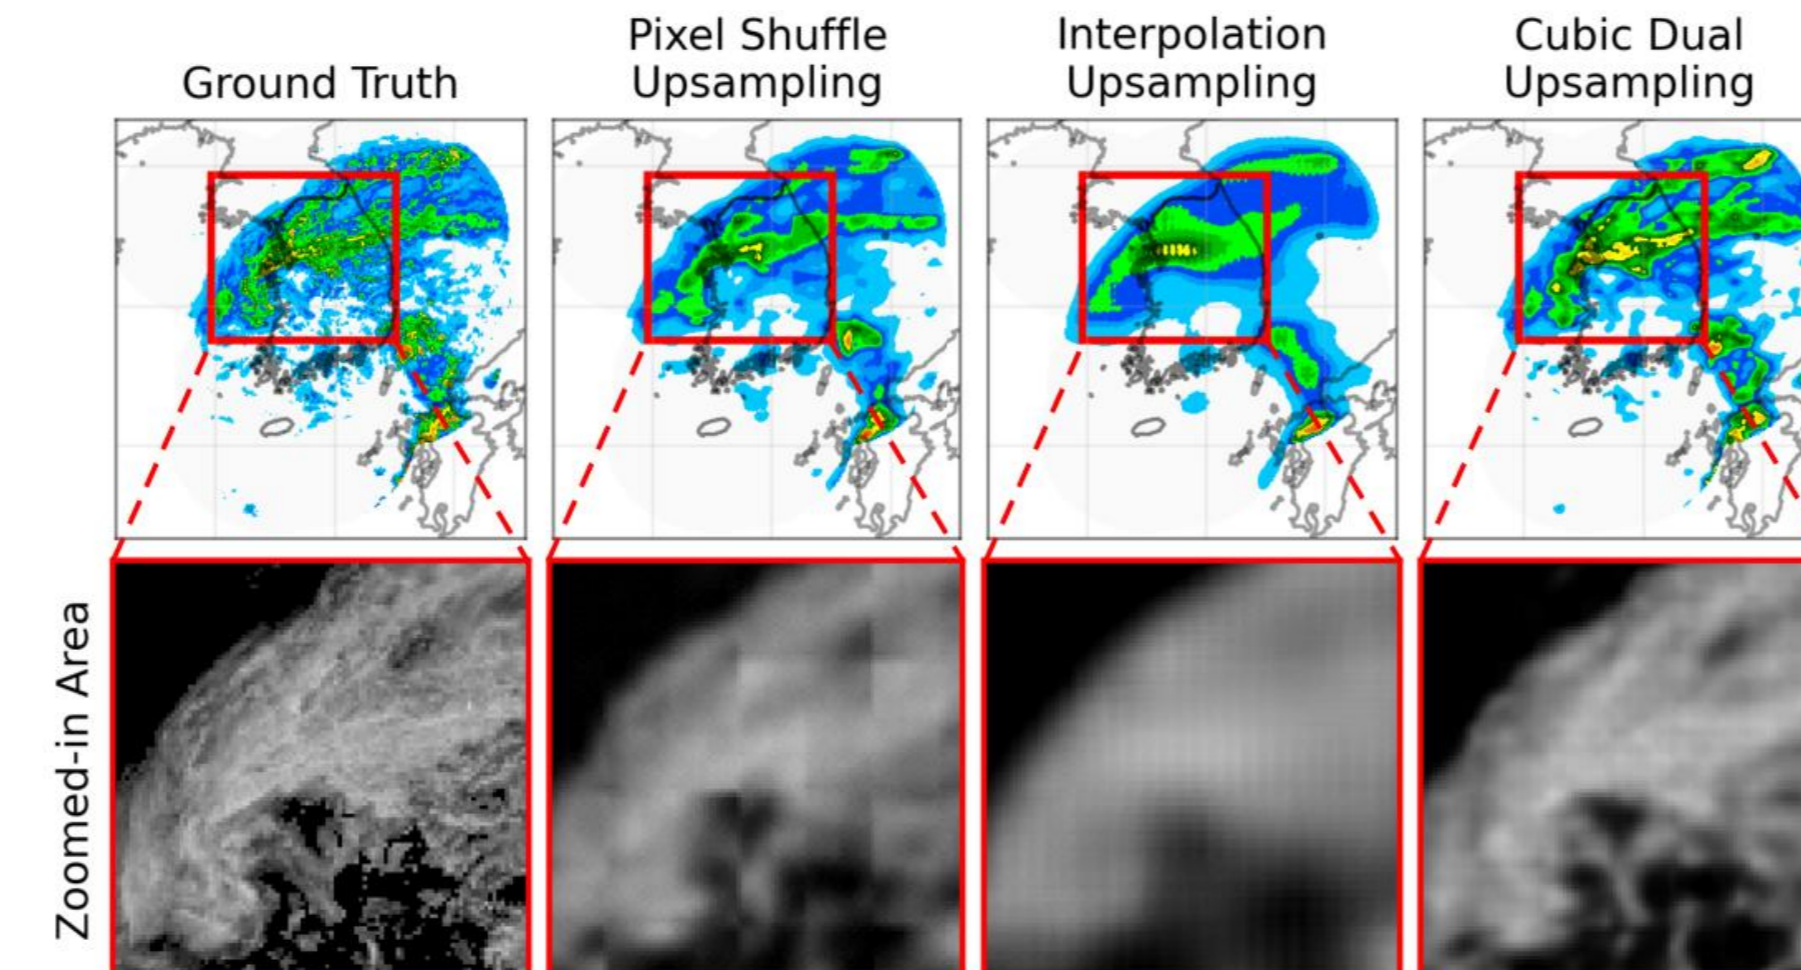 Ground Truth
Pixel Shuffle
Upsampling
Interpolation
Upsampling
Cubic Dual
Upsampling
Zoomed-in Area